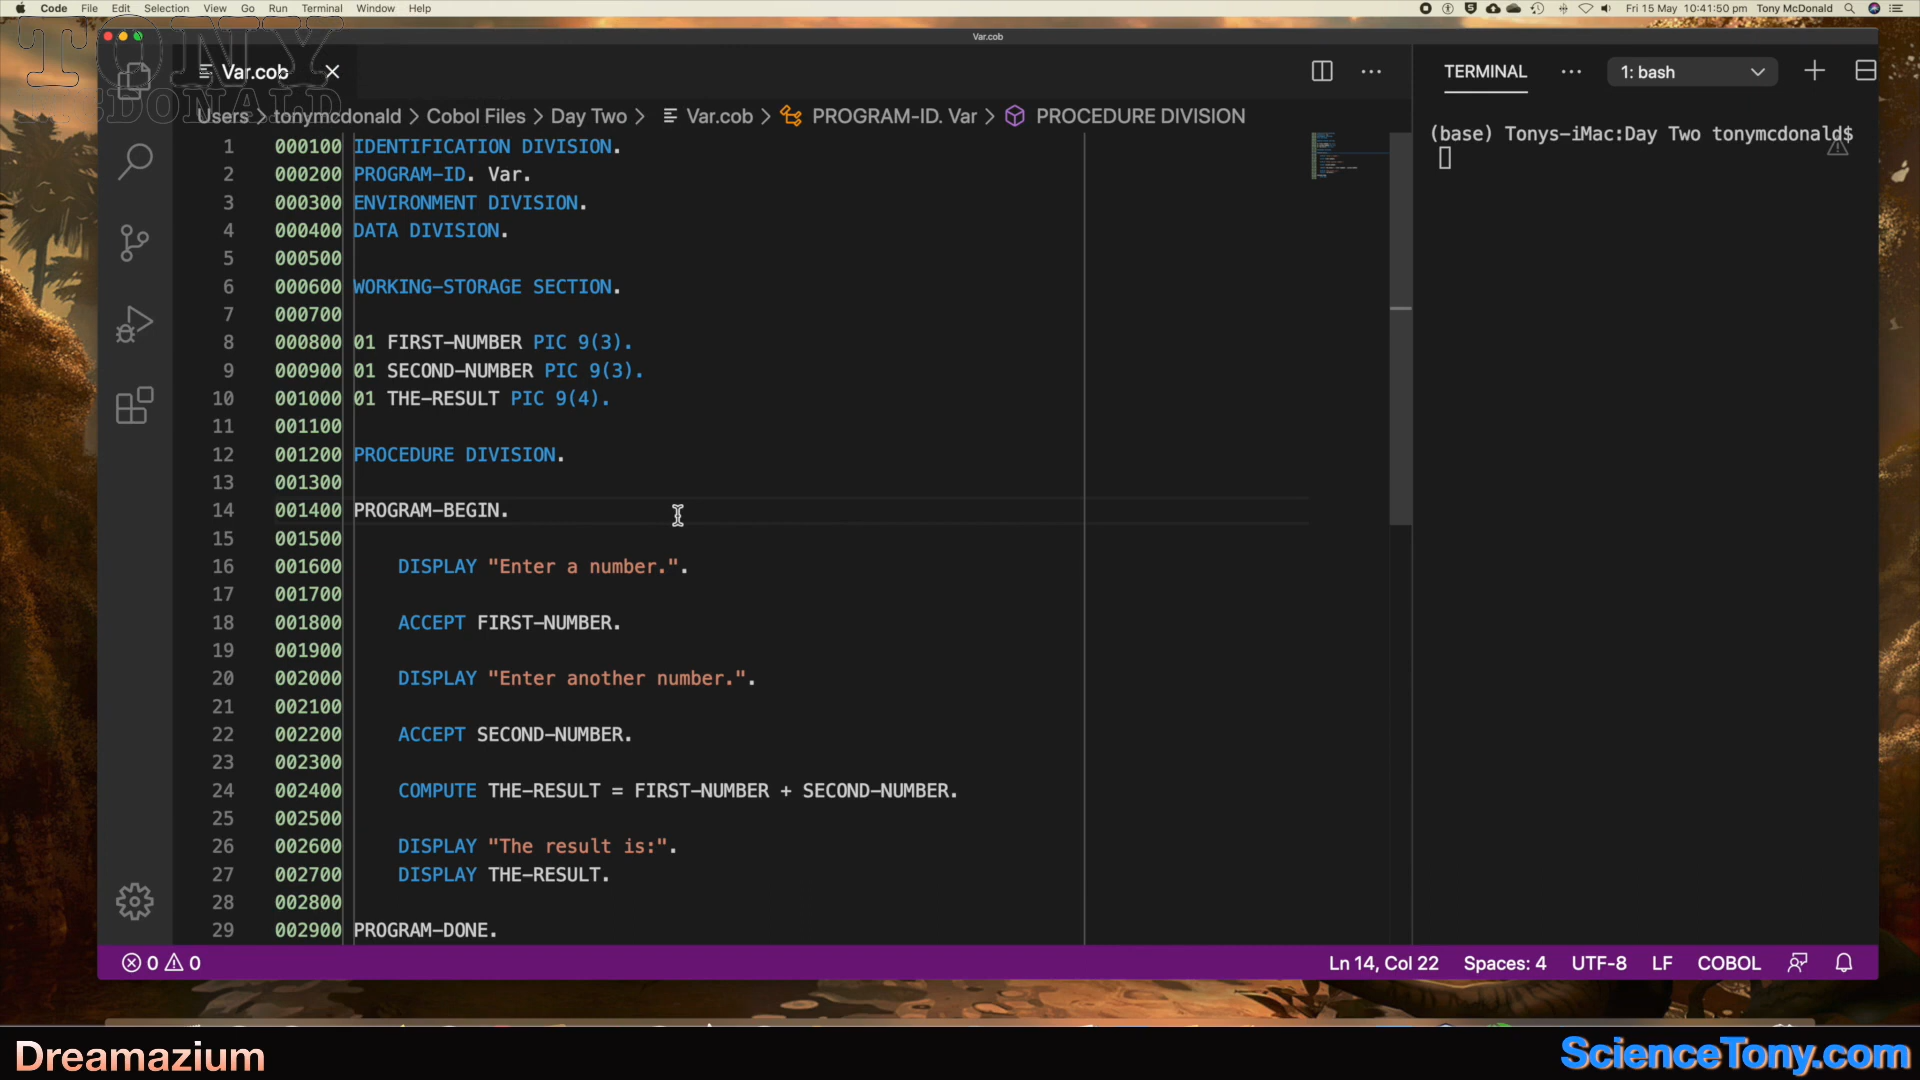 Code File Edit Selection View Go Run Terminal Window Help
Fri 15 May 10:41:50 pm Tony McDonald
Var.cob
TONY
McDONALD
Var.cob
TERMINAL 1: bash
Users > tonymcdonald > Cobol Files > Day Two > Var.cob > PROGRAM-ID. Var > PROCEDURE DIVISION
(base) Tonys-iMac:Day Two tonymcdonald$
1 000100 IDENTIFICATION DIVISION.
2 000200 PROGRAM-ID. Var.
3 000300 ENVIRONMENT DIVISION.
4 000400 DATA DIVISION.
5 000500
6 000600 WORKING-STORAGE SECTION.
7 000700
8 000800 01 FIRST-NUMBER PIC 9(3).
9 000900 01 SECOND-NUMBER PIC 9(3).
10 001000 01 THE-RESULT PIC 9(4).
11 001100
12 001200 PROCEDURE DIVISION.
13 001300
14 001400 PROGRAM-BEGIN.
15 001500
16 001600 DISPLAY "Enter a number.".
17 001700
18 001800 ACCEPT FIRST-NUMBER.
19 001900
20 002000 DISPLAY "Enter another number.".
21 002100
22 002200 ACCEPT SECOND-NUMBER.
23 002300
24 002400 COMPUTE THE-RESULT = FIRST-NUMBER + SECOND-NUMBER.
25 002500
26 002600 DISPLAY "The result is:".
27 002700 DISPLAY THE-RESULT.
28 002800
29 002900 PROGRAM-DONE.
0 0 Ln 14, Col 22 Spaces: 4 UTF-8 LF COBOL
Dreamazium
ScienceTony.com